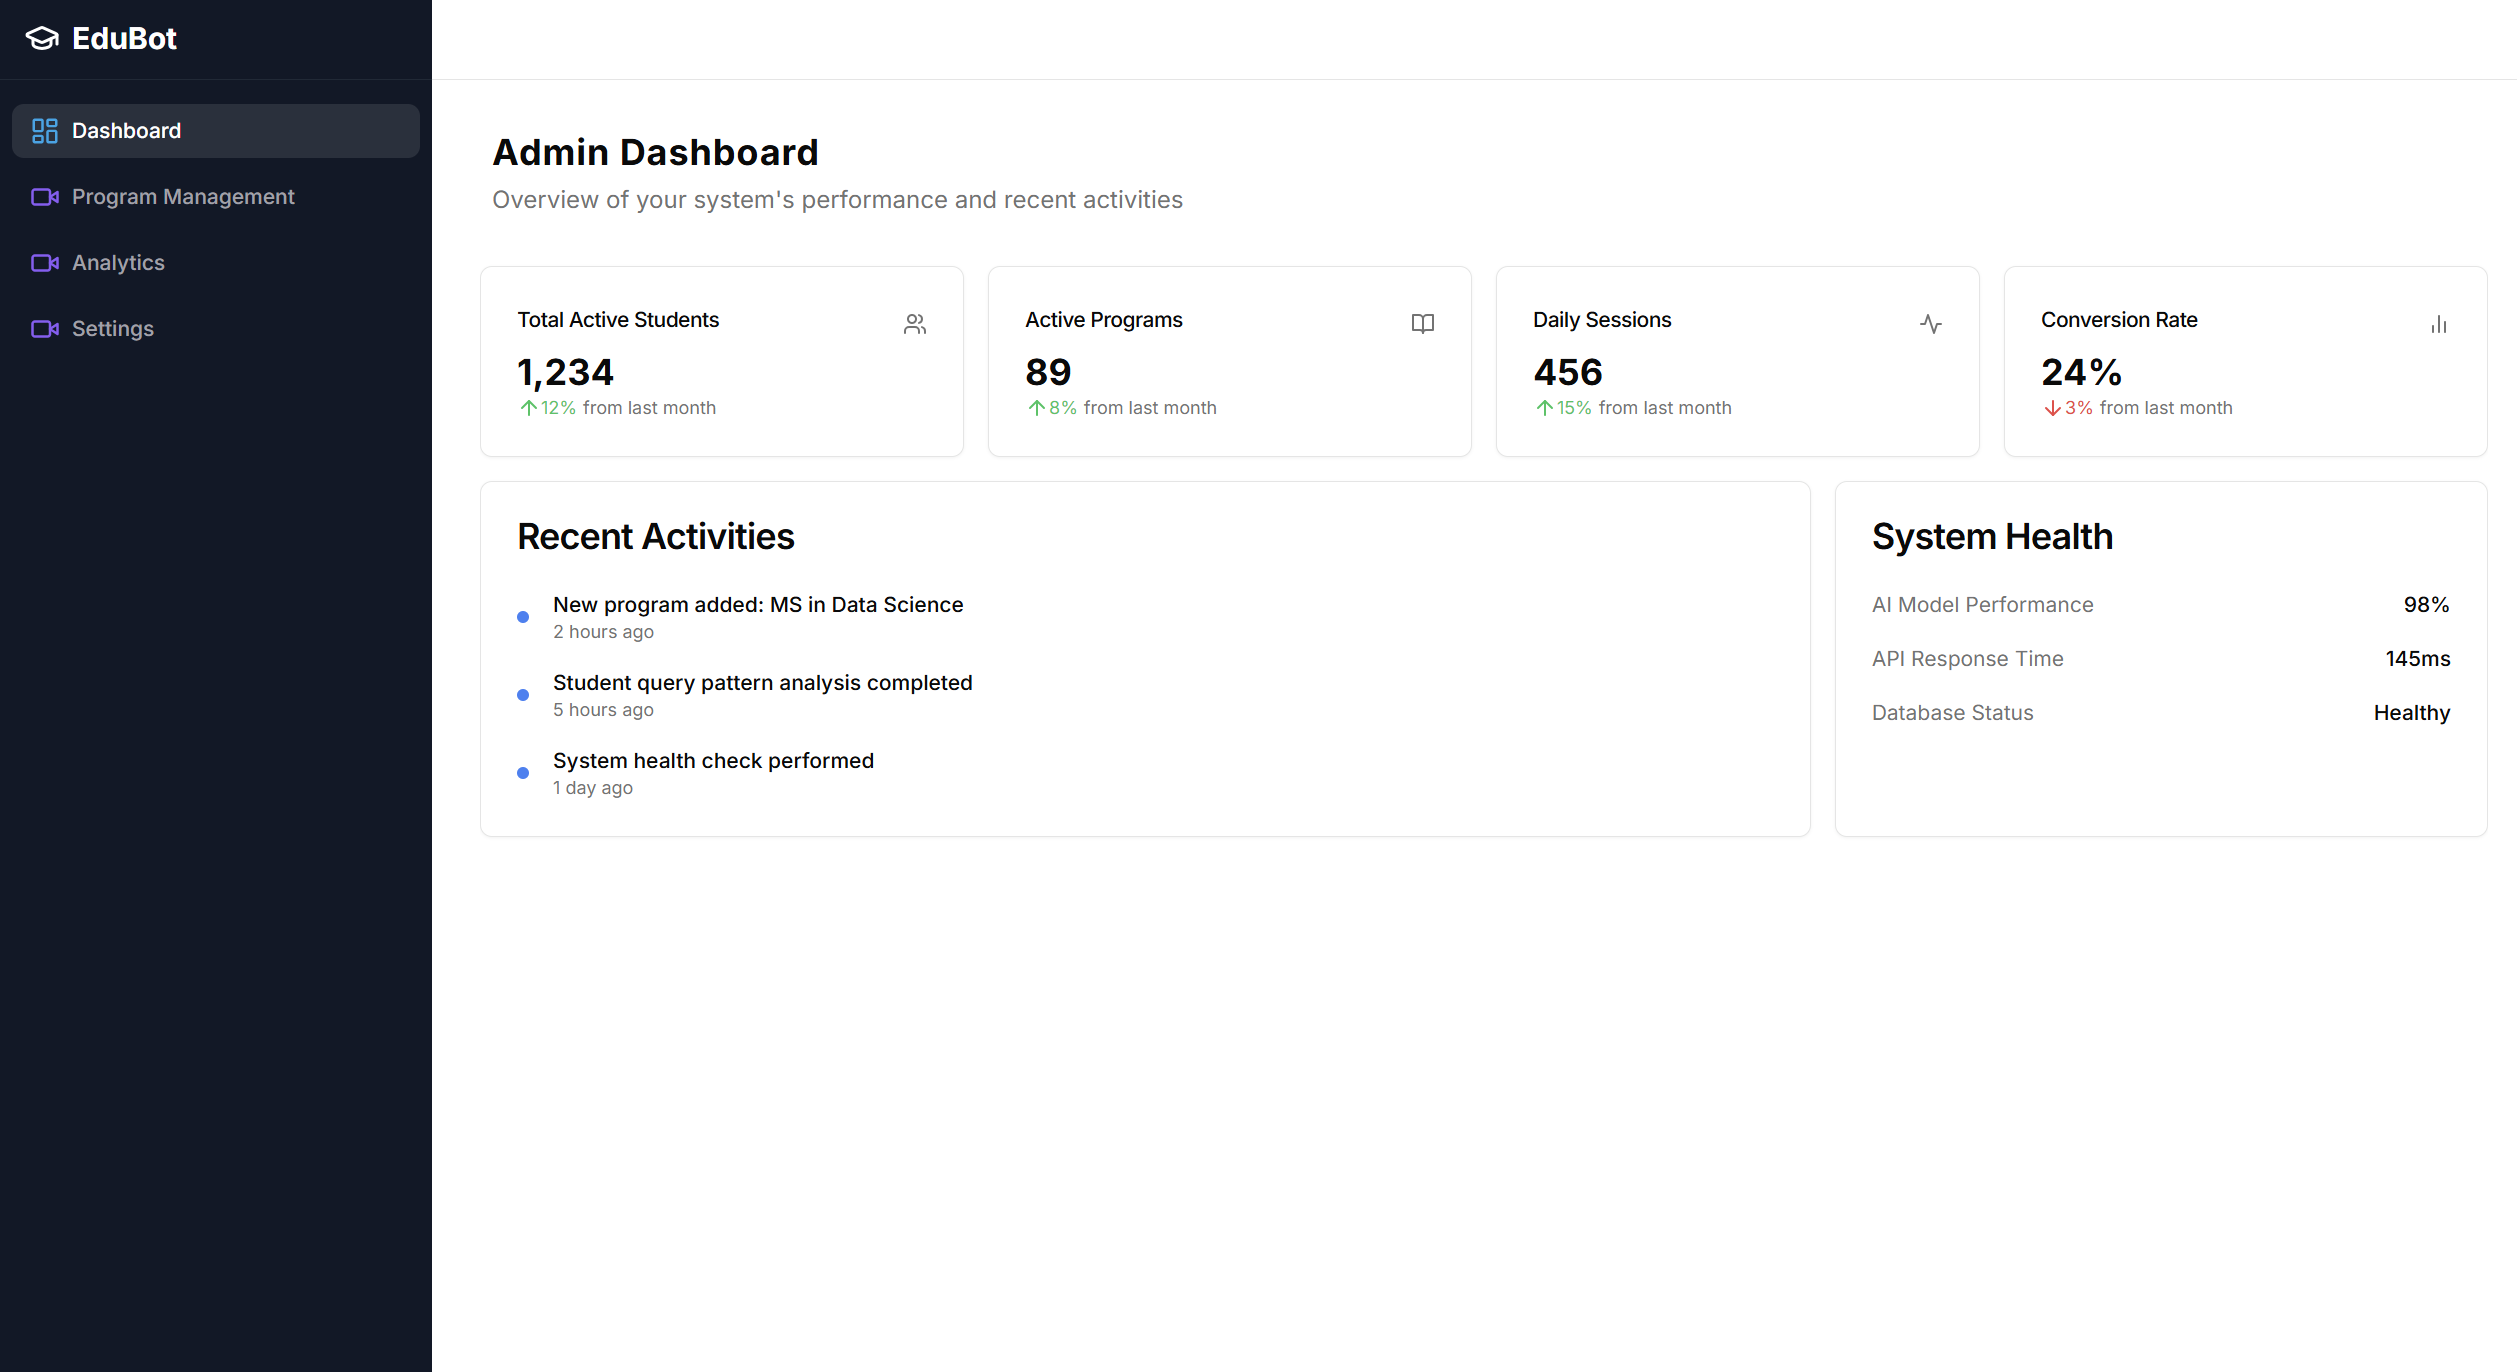 EduBot
Dashboard
Program Management
Analytics
Settings
Admin Dashboard
Overview of your system's performance and recent activities
Total Active Students
1,234
12% from last month
Active Programs
89
8% from last month
Daily Sessions
456
15% from last month
Conversion Rate
24%
3% from last month
Recent Activities
New program added: MS in Data Science
2 hours ago
Student query pattern analysis completed
5 hours ago
System health check performed
1 day ago
System Health
AI Model Performance 98%
API Response Time 145ms
Database Status Healthy